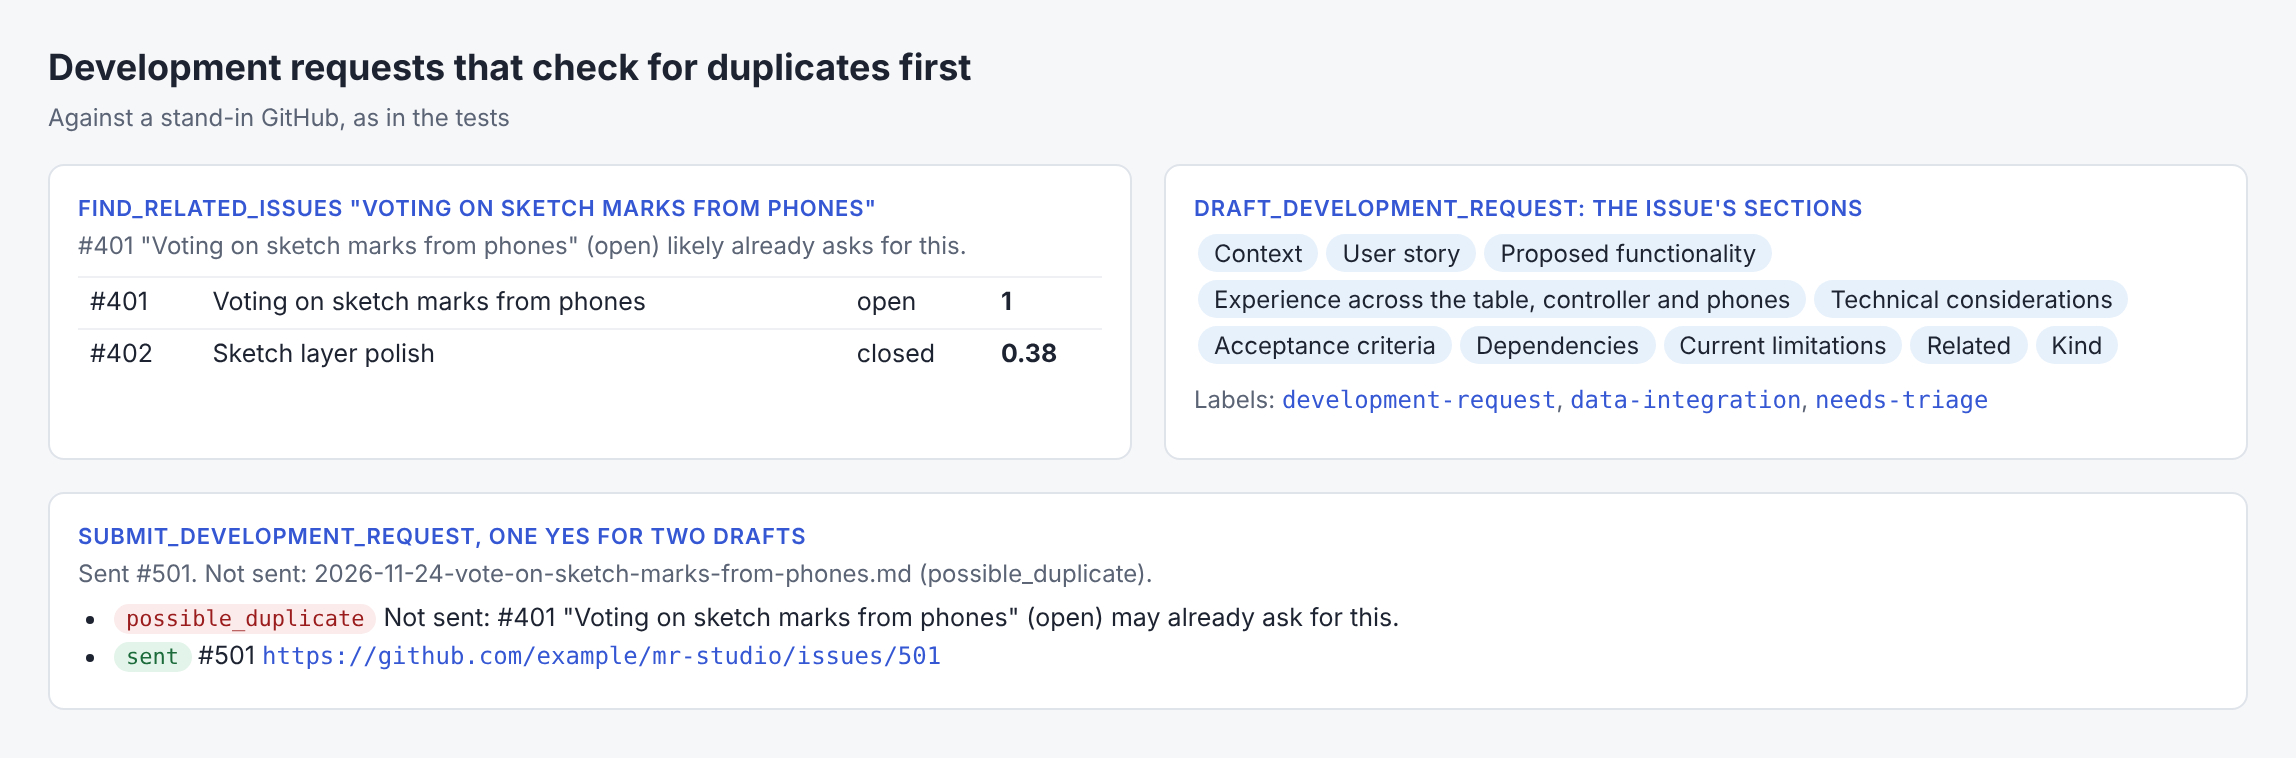 Development requests that check for duplicates first
Against a stand-in GitHub, as in the tests
FIND_RELATED_ISSUES "VOTING ON SKETCH MARKS FROM PHONES"
#401 "Voting on sketch marks from phones" (open) likely already asks for this.
#401 Voting on sketch marks from phones open 1
#402 Sketch layer polish closed 0.38
DRAFT_DEVELOPMENT_REQUEST: THE ISSUE'S SECTIONS
Context User story Proposed functionality
Experience across the table, controller and phones Technical considerations
Acceptance criteria Dependencies Current limitations Related Kind
Labels: development-request, data-integration, needs-triage
SUBMIT_DEVELOPMENT_REQUEST, ONE YES FOR TWO DRAFTS
Sent #501. Not sent: 2026-11-24-vote-on-sketch-marks-from-phones.md (possible_duplicate).
• possible_duplicate Not sent: #401 "Voting on sketch marks from phones" (open) may already ask for this.
• sent #501 https://github.com/example/mr-studio/issues/501